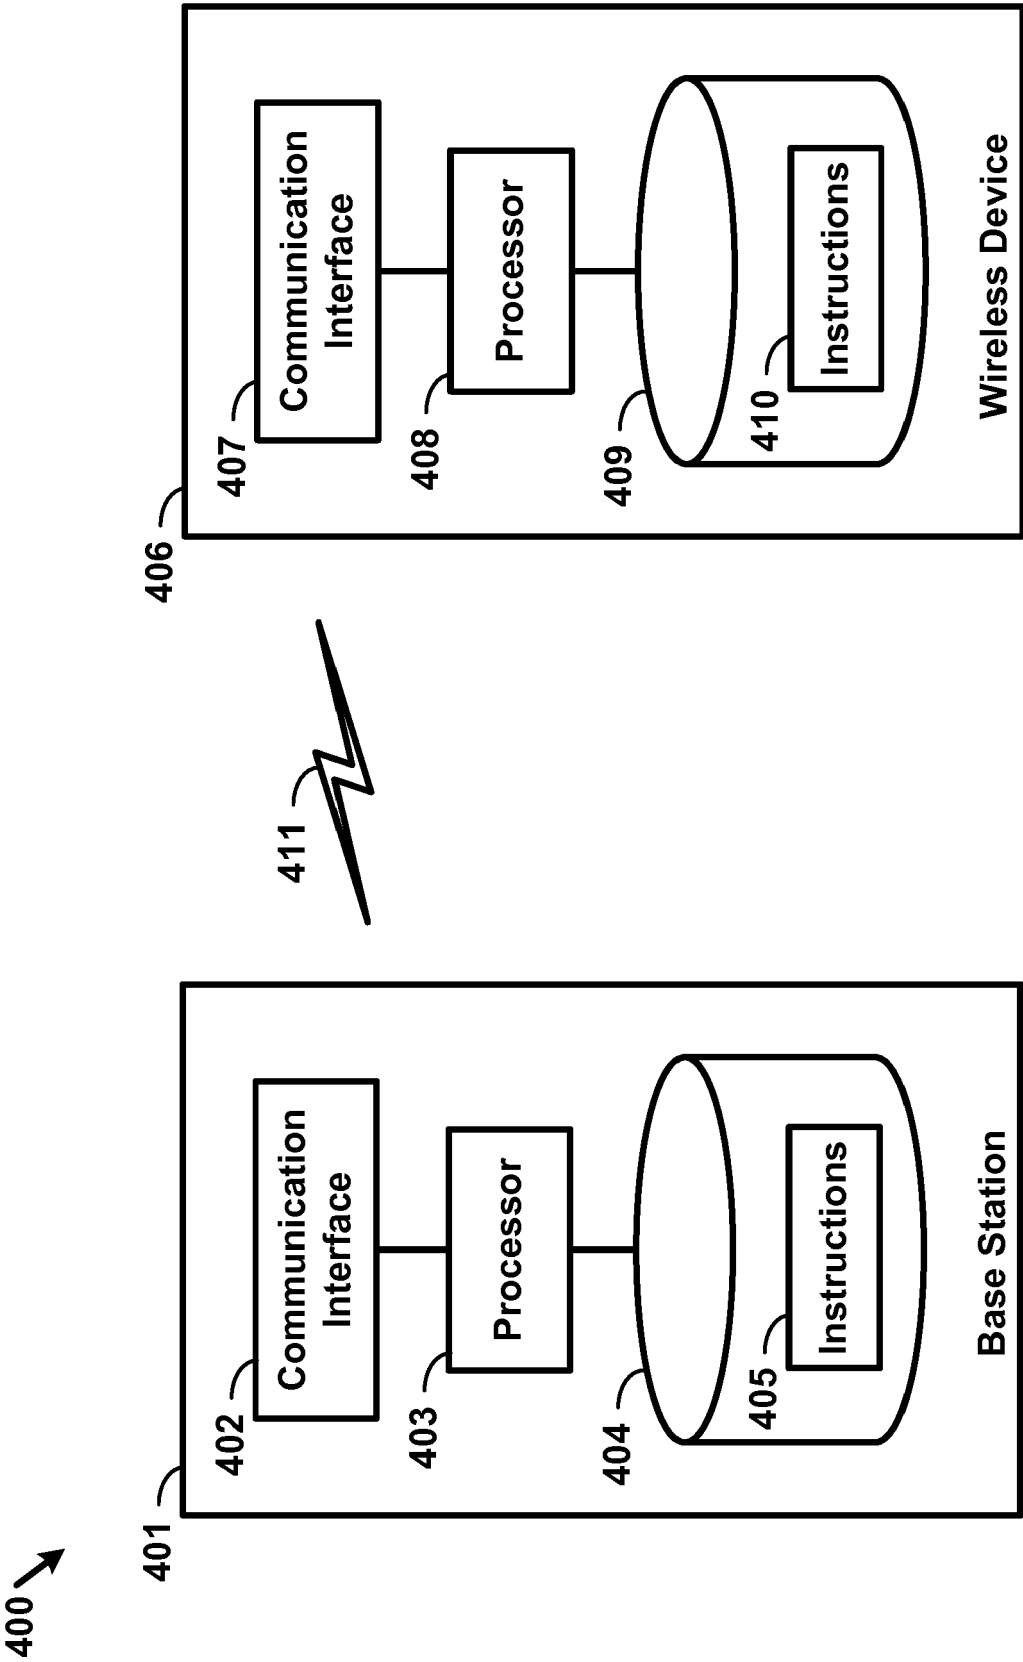 400
401
402
Communication
Interface
403
Processor
404
405
Instructions
Base Station
411
406
407
Communication
Interface
408
Processor
409
410
Instructions
Wireless Device